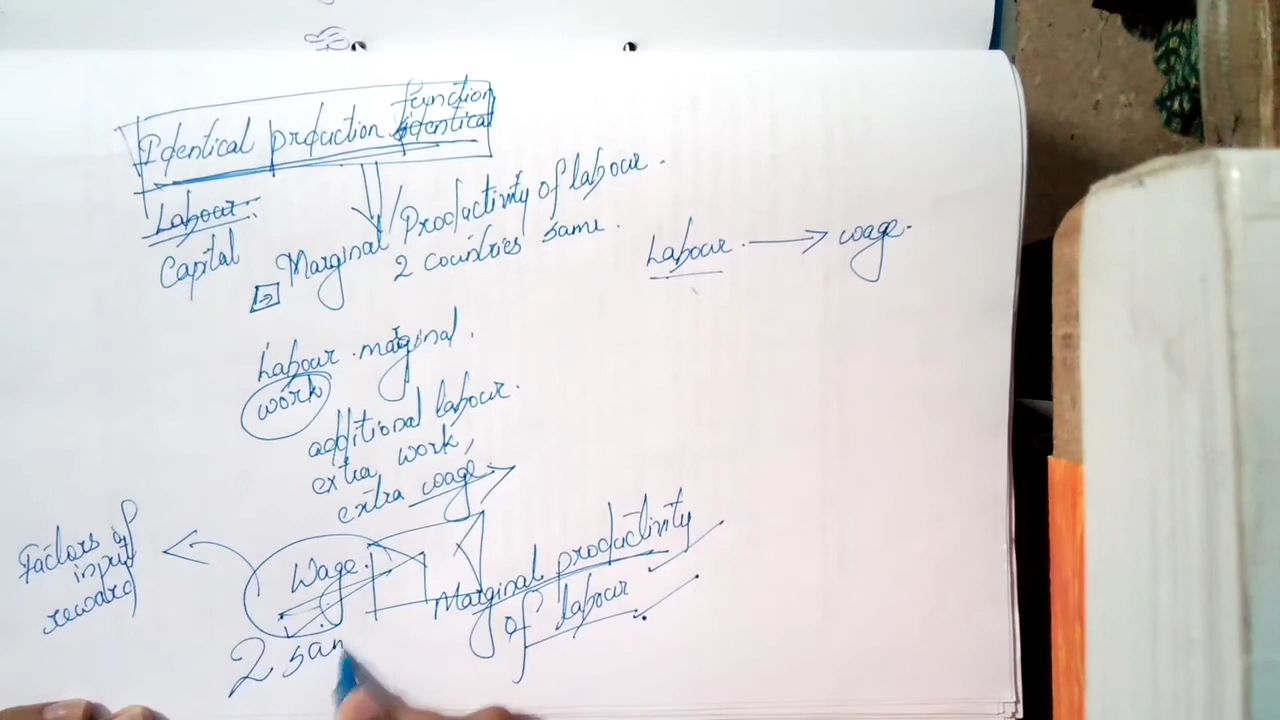 function
Identical production identical
Labour
Capital
Marginal / Productivity of labour.
2 countries same.
Labour → wage.
Labour marginal.
work
additional labour.
extra work,
extra wage
Factors of
input
reward
Wage.
Marginal productivity
of labour
2 sam